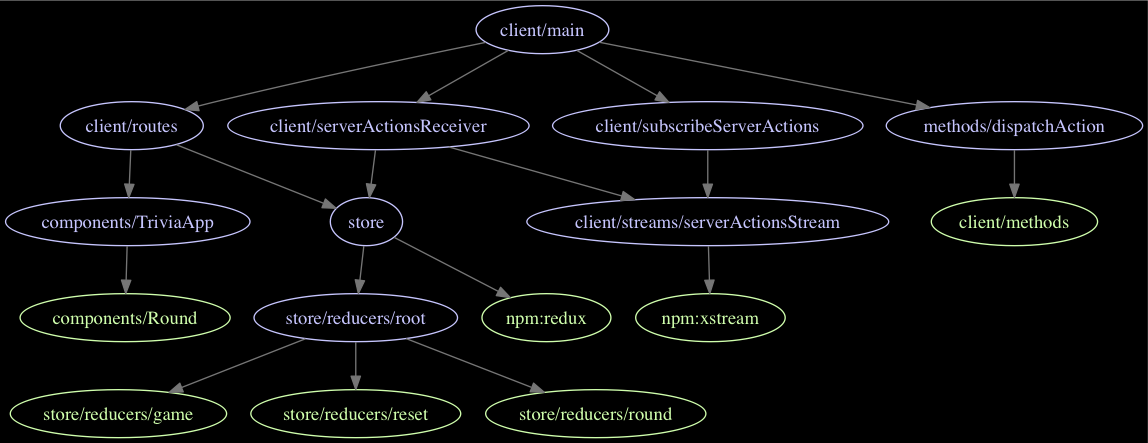 client/main
client/routes
client/serverActionsReceiver
client/subscribeServerActions
methods/dispatchAction
components/TriviaApp
store
client/streams/serverActionsStream
client/methods
components/Round
store/reducers/root
npm:redux
npm:xstream
store/reducers/game
store/reducers/reset
store/reducers/round